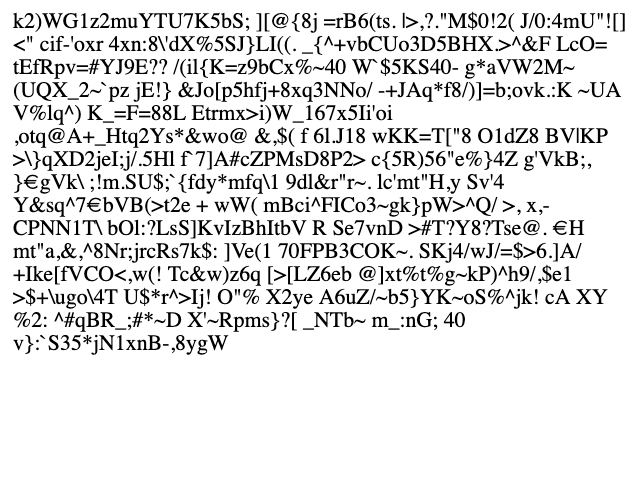 k2)WG1z2muYTU7K5bS; ][@{8j =rB6(ts. |>,?."M$0!2( J/0:4mU"![]
<" cif-'oxr 4xn:8\'dX%5SJ}LI((. _{^+vbCUo3D5BHX.>^&F LcO=
tEfRpv=#YJ9E?? /(il{K=z9bCx%~40 W`$5KS40- g*aVW2M~
(UQX_2~`pz jE!} &Jo[p5hfj+8xq3NNo/ -+JAq*f8/)]=b;ovk.:K ~UA
V%lq^) K_=F=88L Etrmx>i)W_167x5Ii'oi
,otq@A+_Htq2Ys*&wo@ &,$( f 6l.J18 wKK=T["8 O1dZ8 BV|KP
>\}qXD2jeI;j/.5Hl f`7]A#cZPMsD8P2> c{5R)56"e%}4Z g'VkB;,
}€gVk\ ;!m.SU$;`{fdy*mfq\1 9dl&r"r~. lc'mt"H,y Sv'4
Y&sq^7€bVB(>t2e + wW( mBci^FICo3~gk}pW>^Q/ >, x,-
CPNN1T\ bOl:?LsS]KvIzBhItbV R Se7vnD >#T?Y8?Tse@. €H
mt"a,&,^8Nr;jrcRs7k$: ]Ve(1 70FPB3COK~. SKj4/wJ/=$>6.]A/
+Ike[fVCO<,w(! Tc&w)z6q [>[LZ6eb @]xt%t%g~kP)^h9/,$e1
>$+\ugo\4T U$*r^>Ij! O"% X2ye A6uZ/~b5}YK~oS%^jk! cA XY
%2: ^#qBR_;#*~D X'~Rpms}?[ _NTb~ m_:nG; 40
v}:`S35*jN1xnB-,8ygW